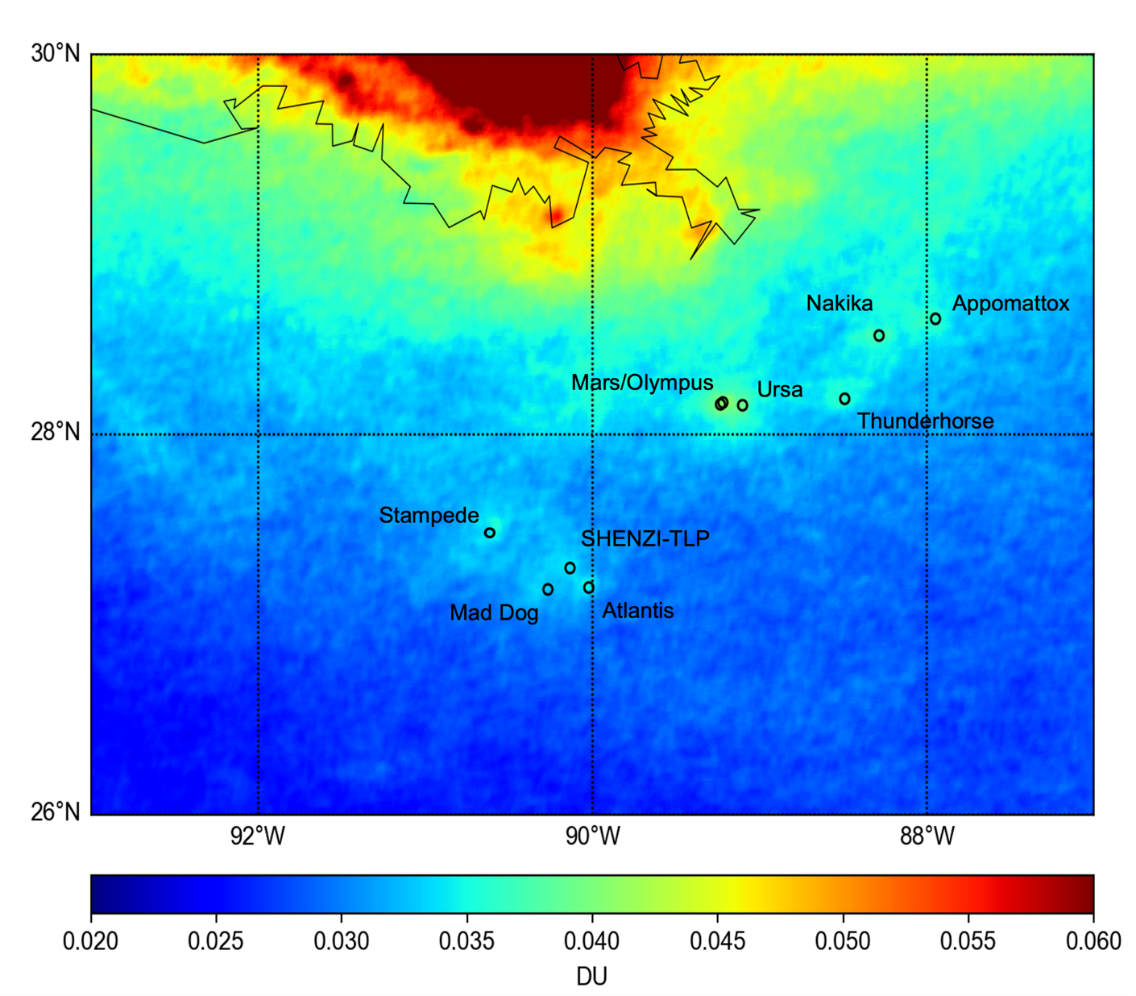 30°N
Nakika
Appomattox
Mars/Olympus
Ursa
Thunderhorse
28°N
Stampede
SHENZI-TLP
Mad Dog
Atlantis
26°N
92°W 90°W 88°W
0.020 0.025 0.030 0.035 0.040 0.045 0.050 0.055 0.060
DU